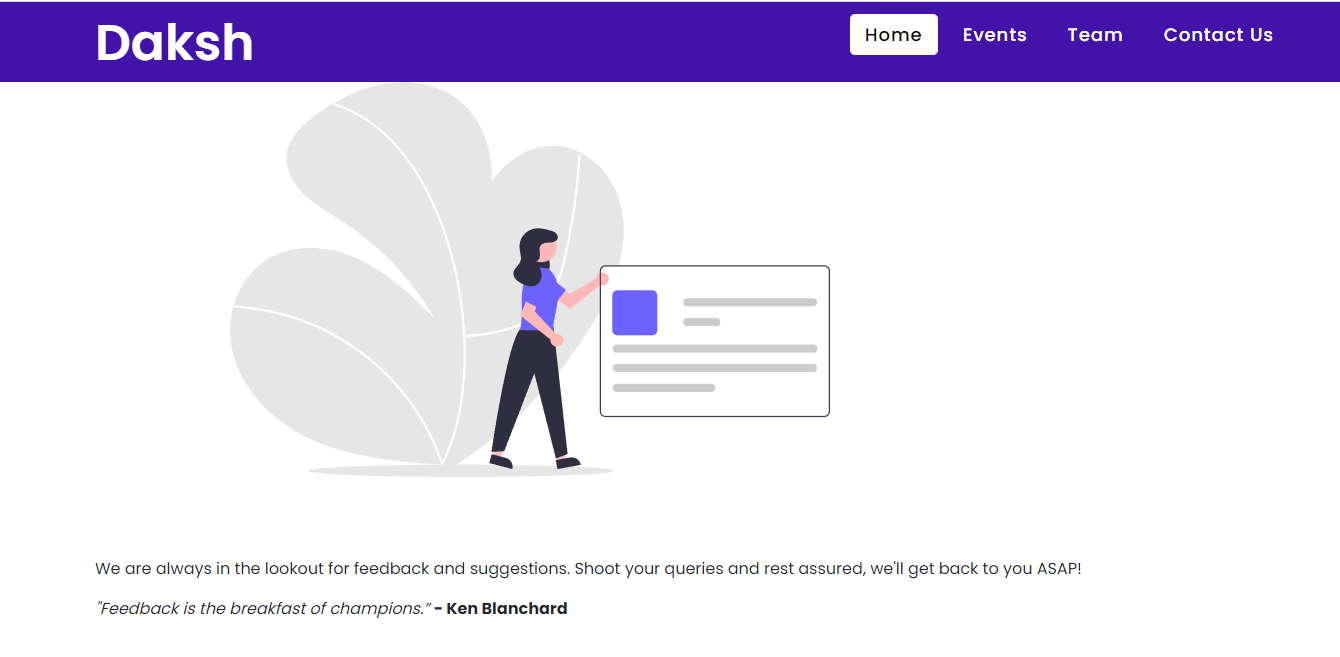 Daksh
Home Events Team Contact Us
We are always in the lookout for feedback and suggestions. Shoot your queries and rest assured, we'll get back to you ASAP!
"Feedback is the breakfast of champions.” - Ken Blanchard